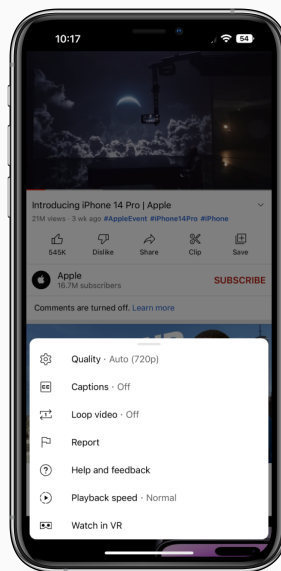 10:17
54
Introducing iPhone 14 Pro | Apple
21M views · 3 wk ago #AppleEvent #iPhone14Pro #iPhone
545K Dislike Share Clip Save
Apple
16.7M subscribers
SUBSCRIBE
Comments are turned off. Learn more
Quality · Auto (720p)
CC Captions · Off
1 Loop video · Off
Report
? Help and feedback
Playback speed · Normal
Watch in VR